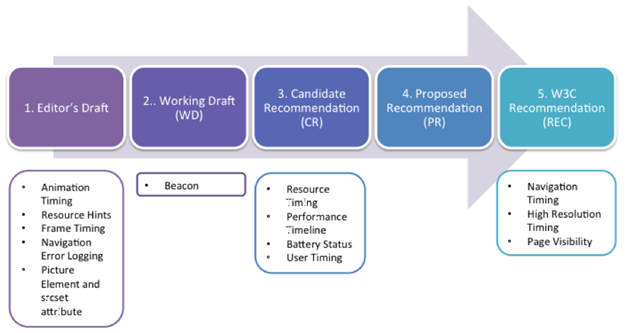 1. Editor's Draft
2.. Working Draft
(WD)
3. Candidate
Recommendation
(CR)
4. Proposed
Recommendation
(PR)
5. W3C
Recommendation
(REC)
• Animation
Timing
• Resource Hints
• Frame Timing
• Navigation
Error Logging
• Picture
Element and
srcset
attribute
• Beacon
• Resource
Timing
• Performance
Timeline
• Battery Status
• User Timing
• Navigation
Timing
• High Resolution
Timing
• Page Visibility